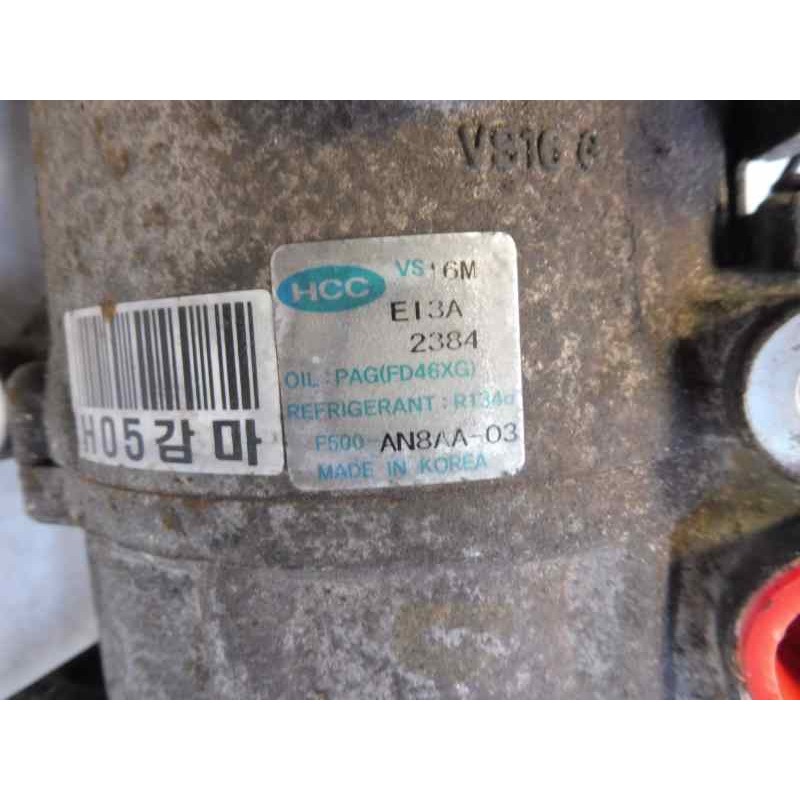 VS16
HCC
VS16M
E13A
2384
OIL : PAG(FD46XG)
REFRIGERANT : R134a
F500-AN8AA-03
MADE IN KOREA
H05감마